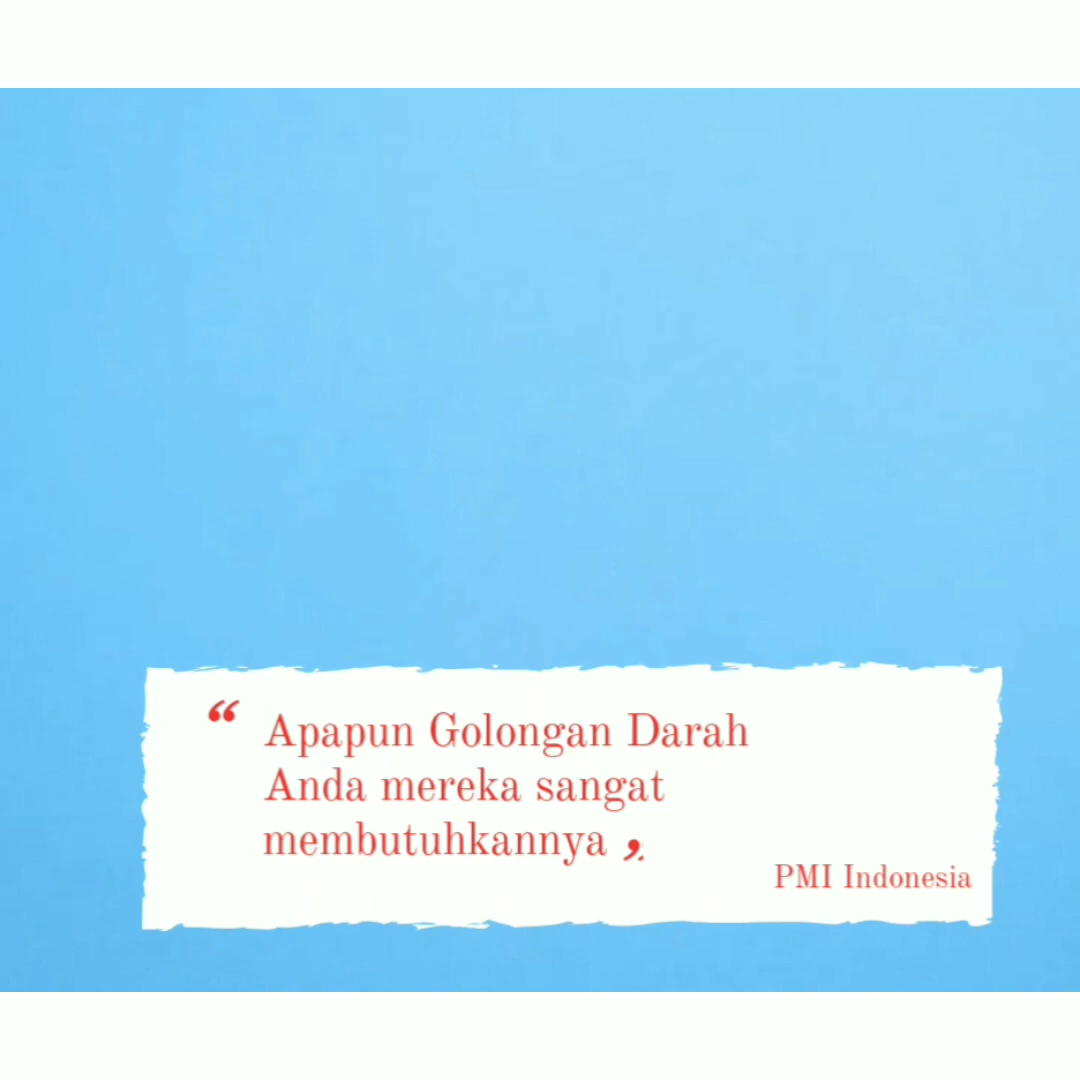 “ Apapun Golongan Darah
Anda mereka sangat
membutuhkannya ,.
PMI Indonesia